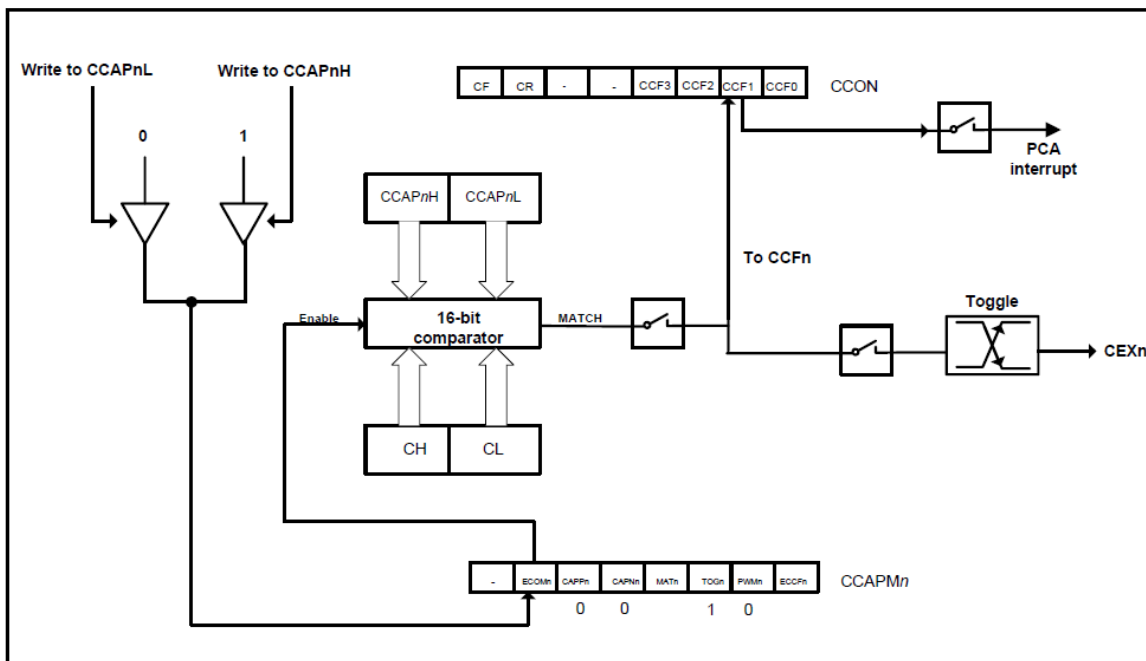 Write to CCAPnL
Write to CCAPnH
CF CR - - CCF3 CCF2 CCF1 CCF0
CCON
0
1
PCA
interrupt
CCAPnH
CCAPnL
To CCFn
Toggle
Enable
16-bit
comparator
MATCH
CEXn
CH
CL
- ECOMn CAPPn CAPNn MATn TOGn PWMn ECCFn
CCAPMn
0 0 1 0